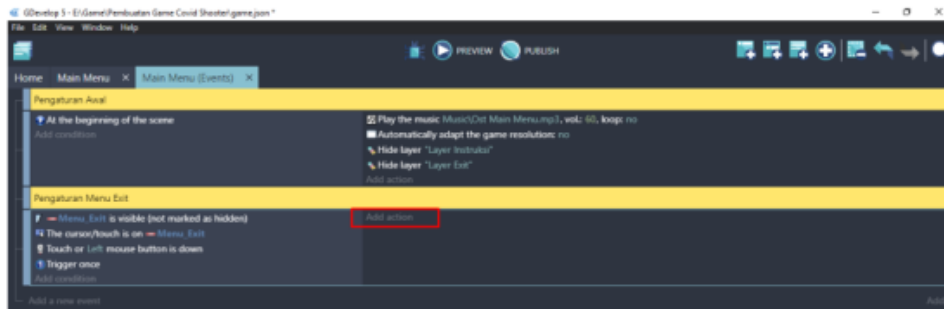 GDevelop 5 - E:\Game\Pembuatan Game Covid Shooter\game.json *
File Edit View Window Help
PREVIEW PUBLISH
Home Main Menu × Main Menu (Events) ×
Pengaturan Awal
At the beginning of the scene
Add condition
Play the music Music\Ost Main Menu.mp3, vol.: 60, loop: no
Automatically adapt the game resolution: no
Hide layer "Layer Instruksi"
Hide layer "Layer Exit"
Add action
Pengaturan Menu Exit
Menu_Exit is visible (not marked as hidden)
The cursor/touch is on Menu_Exit
Touch or Left mouse button is down
Trigger once
Add condition
Add action
Add a new event
Add